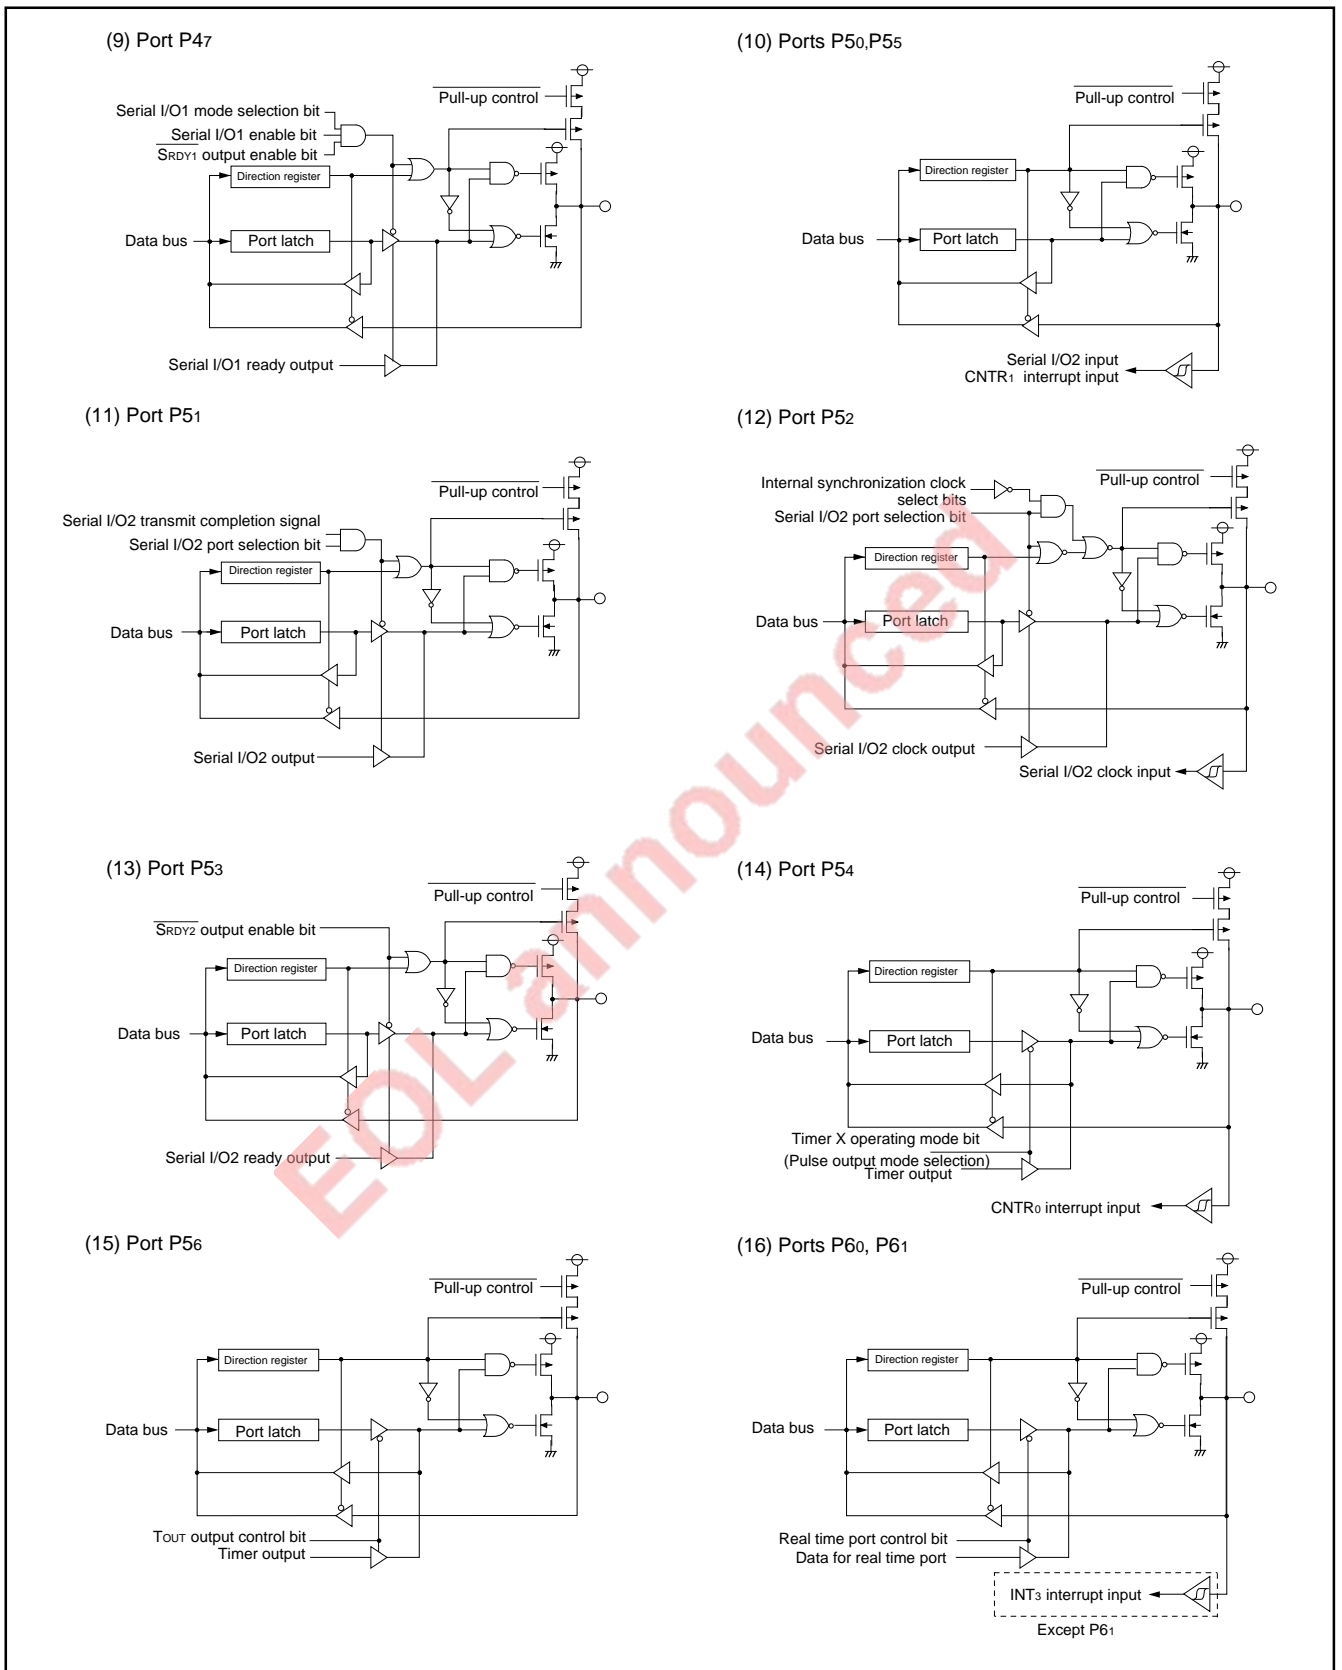 (9) Port P47
Pull-up control
Serial I/O1 mode selection bit
Serial I/O1 enable bit
SRDY1 output enable bit
Direction register
Data bus
Port latch
Serial I/O1 ready output
(10) Ports P50,P55
Pull-up control
Direction register
Data bus
Port latch
Serial I/O2 input
CNTR1 interrupt input
(11) Port P51
Pull-up control
Serial I/O2 transmit completion signal
Serial I/O2 port selection bit
Direction register
Data bus
Port latch
Serial I/O2 output
(12) Port P52
Pull-up control
Internal synchronization clock
select bits
Serial I/O2 port selection bit
Direction register
Data bus
Port latch
Serial I/O2 clock output
Serial I/O2 clock input
(13) Port P53
Pull-up control
SRDY2 output enable bit
Direction register
Data bus
Port latch
Serial I/O2 ready output
(14) Port P54
Pull-up control
Direction register
Data bus
Port latch
Timer X operating mode bit
(Pulse output mode selection)
Timer output
CNTR0 interrupt input
(15) Port P56
Pull-up control
Direction register
Data bus
Port latch
TOUT output control bit
Timer output
(16) Ports P60, P61
Pull-up control
Direction register
Data bus
Port latch
Real time port control bit
Data for real time port
INT3 interrupt input
Except P61
EOL announced